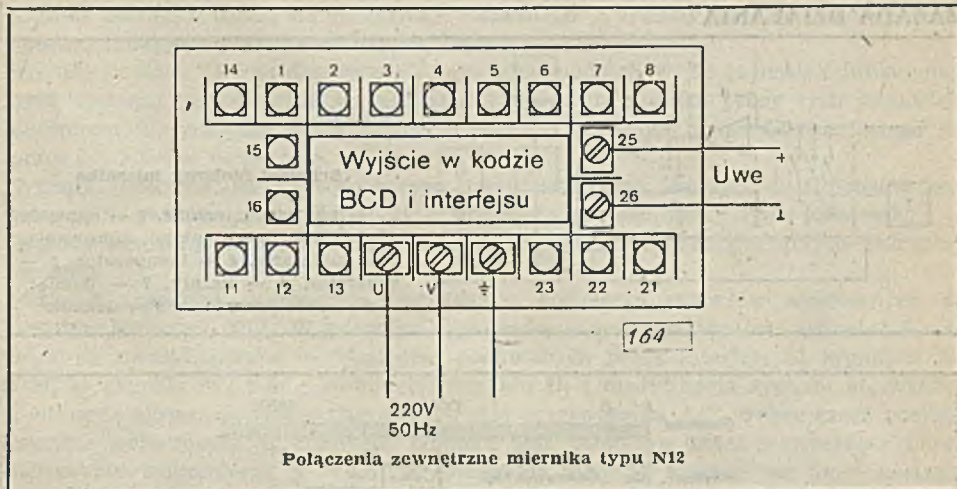 14 1 2 3 4 5 6 7 8
15 25 +
Wyjście w kodzie
Uwe
16 BCD i interfejsu 26 ⊥
11 12 13 U V ⏚ 23 22 21
164
220V
50Hz
Połączenia zewnętrzne miernika typu N12